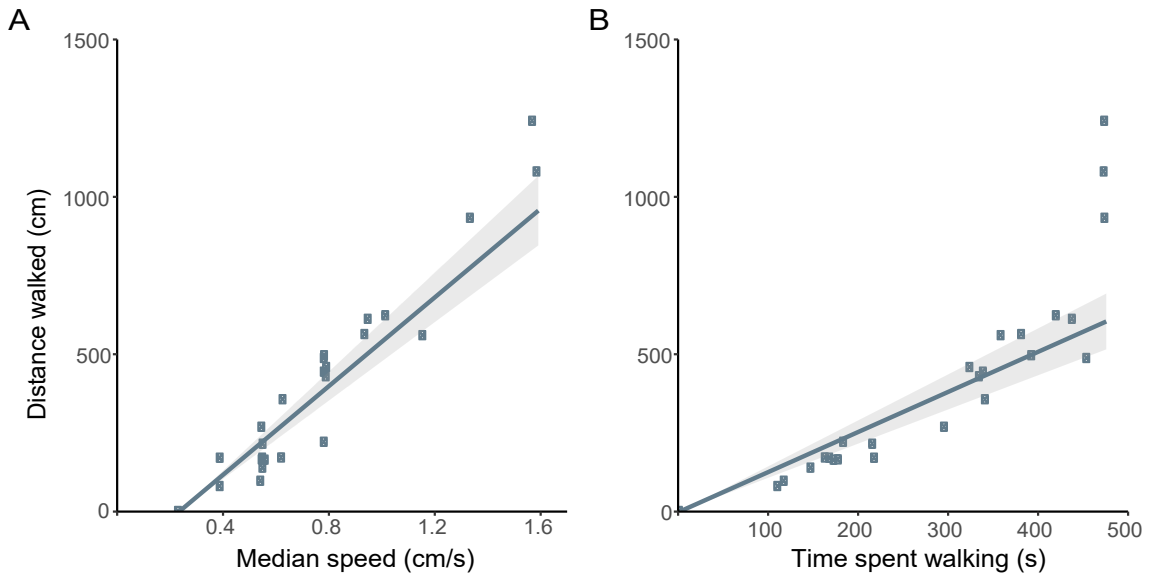 A
B
1500
1000
500
0
Distance walked (cm)
0.4 0.8 1.2 1.6
Median speed (cm/s)
1500
1000
500
0
100 200 300 400 500
Time spent walking (s)